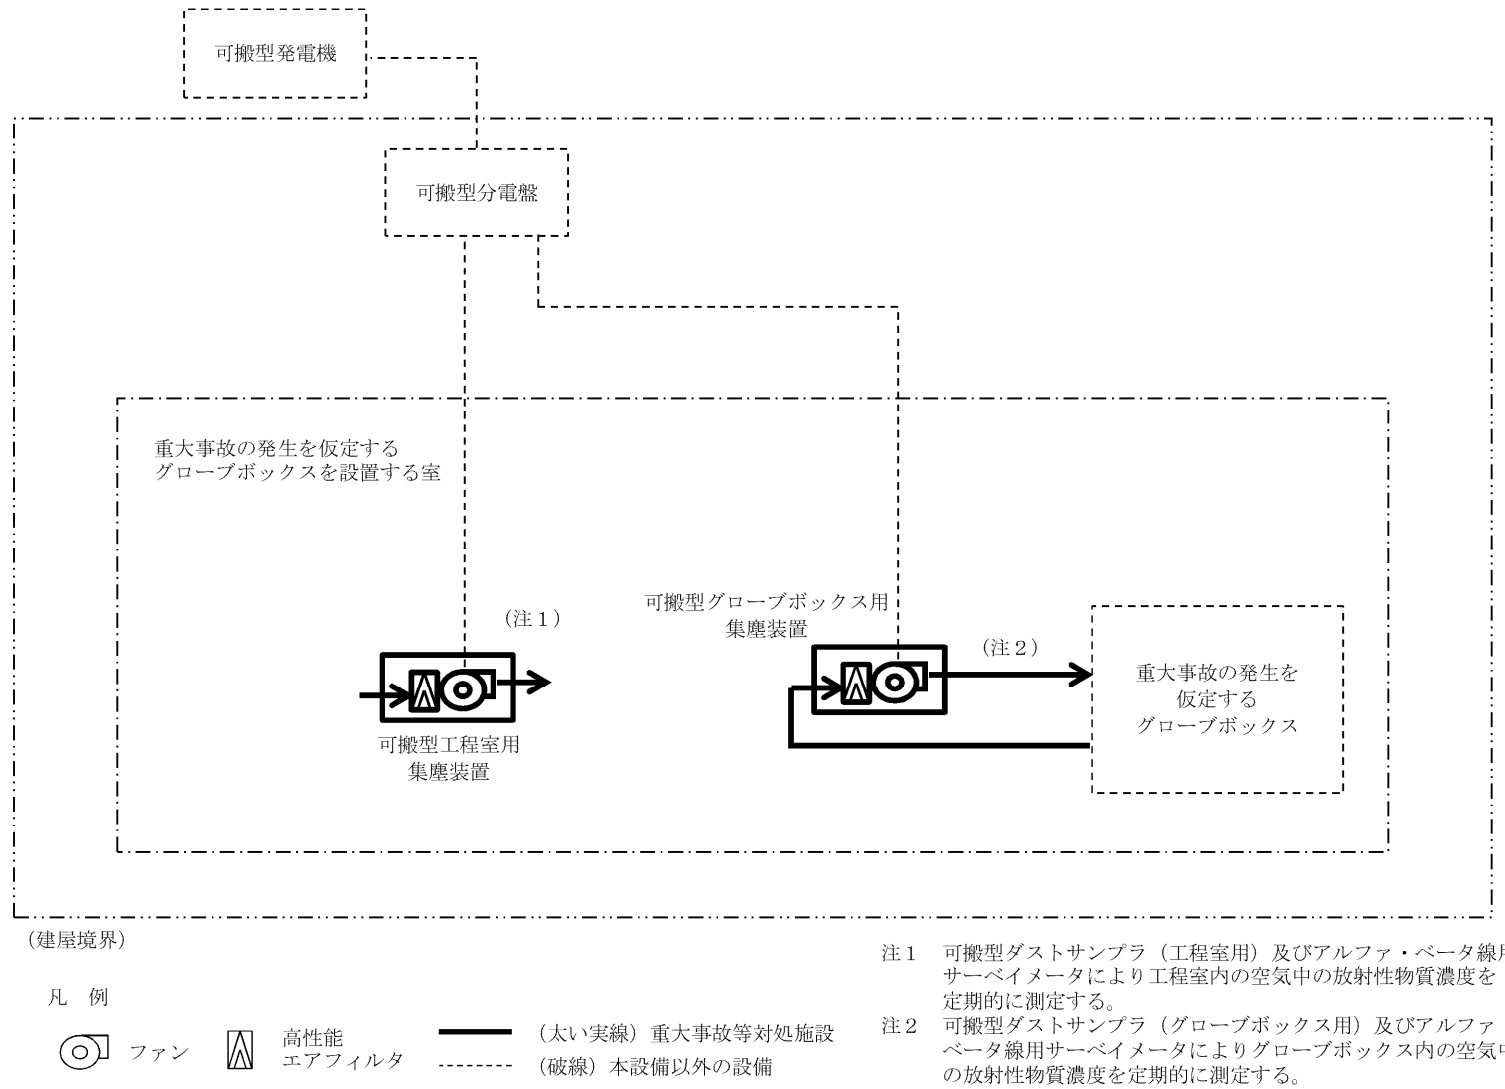 可搬型発電機
可搬型分電盤
重大事故の発生を仮定する
グローブボックスを設置する室
（注１）
可搬型グローブボックス用
集塵装置
（注２）
重大事故の発生を
仮定する
グローブボックス
可搬型工程室用
集塵装置
（建屋境界）
凡　例
ファン
高性能
エアフィルタ
（太い実線）重大事故等対処施設
（破線）本設備以外の設備
注１　可搬型ダストサンプラ（工程室用）及びアルファ・ベータ線用
サーベイメータにより工程室内の空気中の放射性物質濃度を
定期的に測定する。
注２　可搬型ダストサンプラ（グローブボックス用）及びアルファ
ベータ線用サーベイメータによりグローブボックス内の空気中
の放射性物質濃度を定期的に測定する。